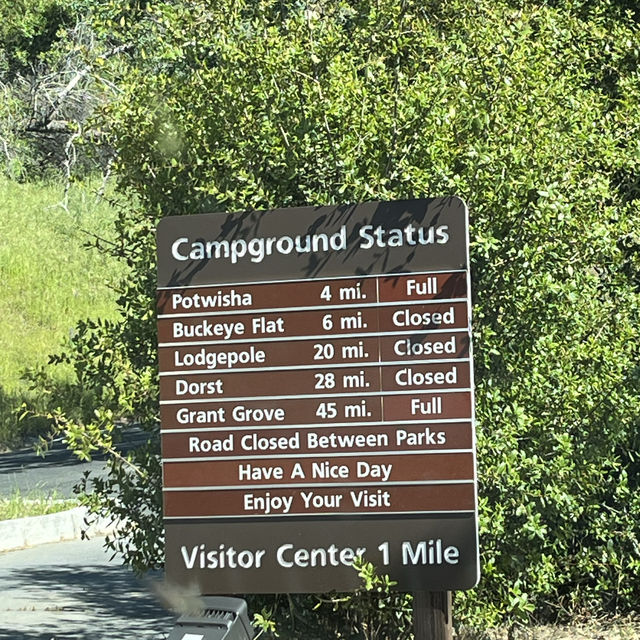 Campground Status
Potwisha 4 mi. Full
Buckeye Flat 6 mi. Closed
Lodgepole 20 mi. Closed
Dorst 28 mi. Closed
Grant Grove 45 mi. Full
Road Closed Between Parks
Have A Nice Day
Enjoy Your Visit
Visitor Center 1 Mile